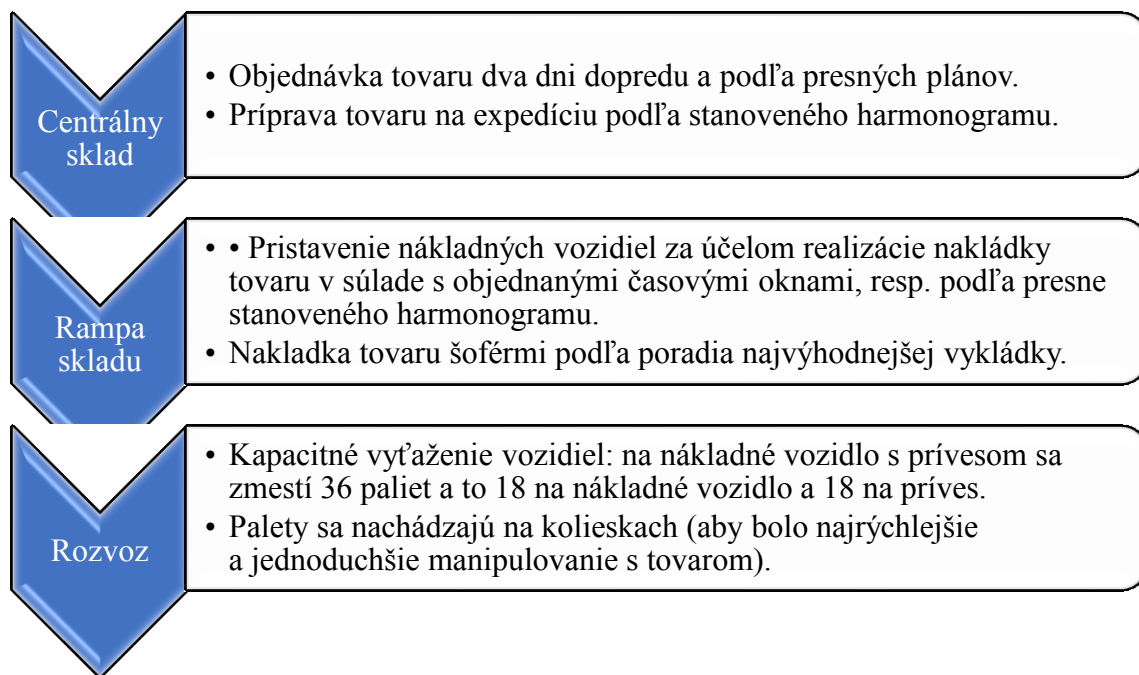 Centrálny
sklad
• Objednávka tovaru dva dni dopredu a podľa presných plánov.
• Príprava tovaru na expedíciu podľa stanoveného harmonogramu.
Rampa
skladu
• • Pristavenie nákladných vozidiel za účelom realizácie nakládky
tovaru v súlade s objednanými časovými oknami, resp. podľa presne
stanoveného harmonogramu.
• Nakladka tovaru šoférmi podľa poradia najvýhodnejšej vykládky.
Rozvoz
• Kapacitné vyťaženie vozidiel: na nákladné vozidlo s prívesom sa
zmestí 36 paliet a to 18 na nákladné vozidlo a 18 na príves.
• Palety sa nachádzajú na kolieskach (aby bolo najrýchlejšie
a jednoduchšie manipulovanie s tovarom).